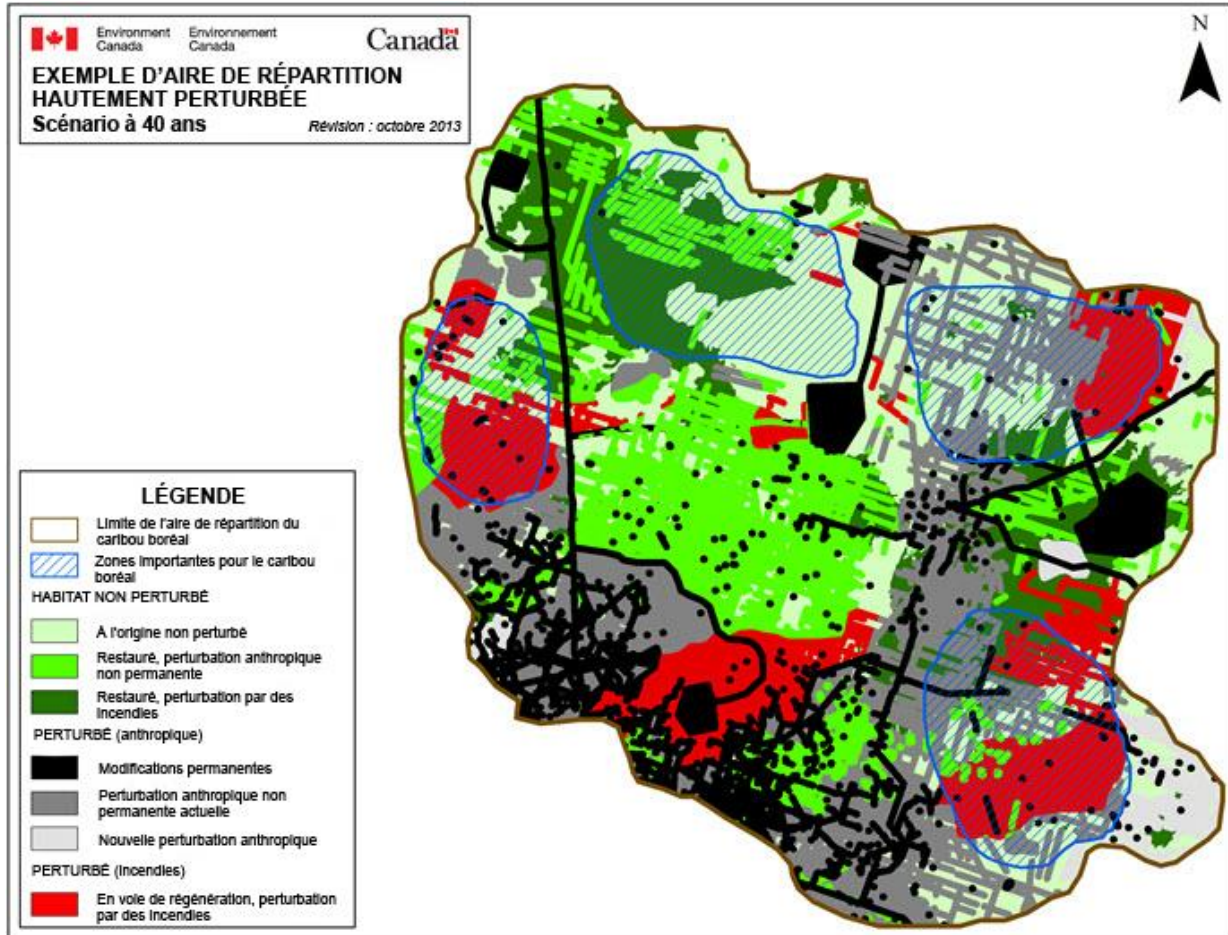 Environment Canada
Environnement Canada
Canada
EXEMPLE D'AIRE DE RÉPARTITION
HAUTEMENT PERTURBÉE
Scénario à 40 ans
Révision : octobre 2013
N
LÉGENDE
Limite de l'aire de répartition du
caribou boréal
Zones importantes pour le caribou
boréal
HABITAT NON PERTURBÉ
À l'origine non perturbé
Restauré, perturbation anthropique
non permanente
Restauré, perturbation par des
incendies
PERTURBÉ (anthropique)
Modifications permanentes
Perturbation anthropique non
permanente actuelle
Nouvelle perturbation anthropique
PERTURBÉ (incendies)
En voie de régénération, perturbation
par des incendies